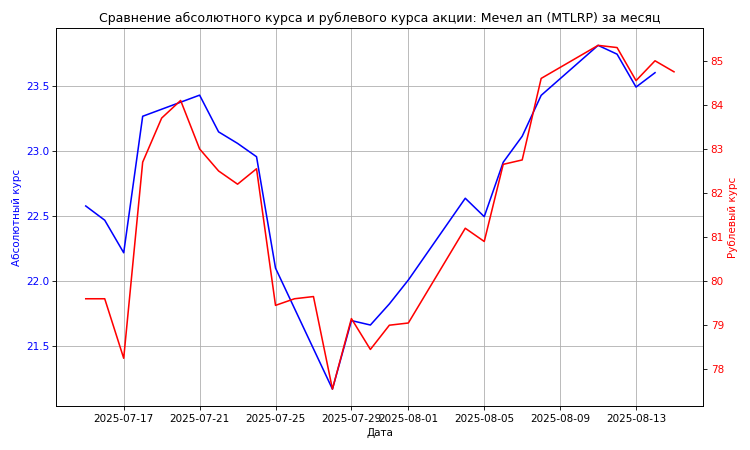 Сравнение абсолютного курса и рублевого курса акции: Мечел ап (MTLRP) за месяц
Абсолютный курс
23.5
23.0
22.5
22.0
21.5
85
84
83
82
81
80
79
78
Рублевый курс
2025-07-17 2025-07-21 2025-07-25 2025-07-29 2025-08-01 2025-08-05 2025-08-09 2025-08-13
Дата